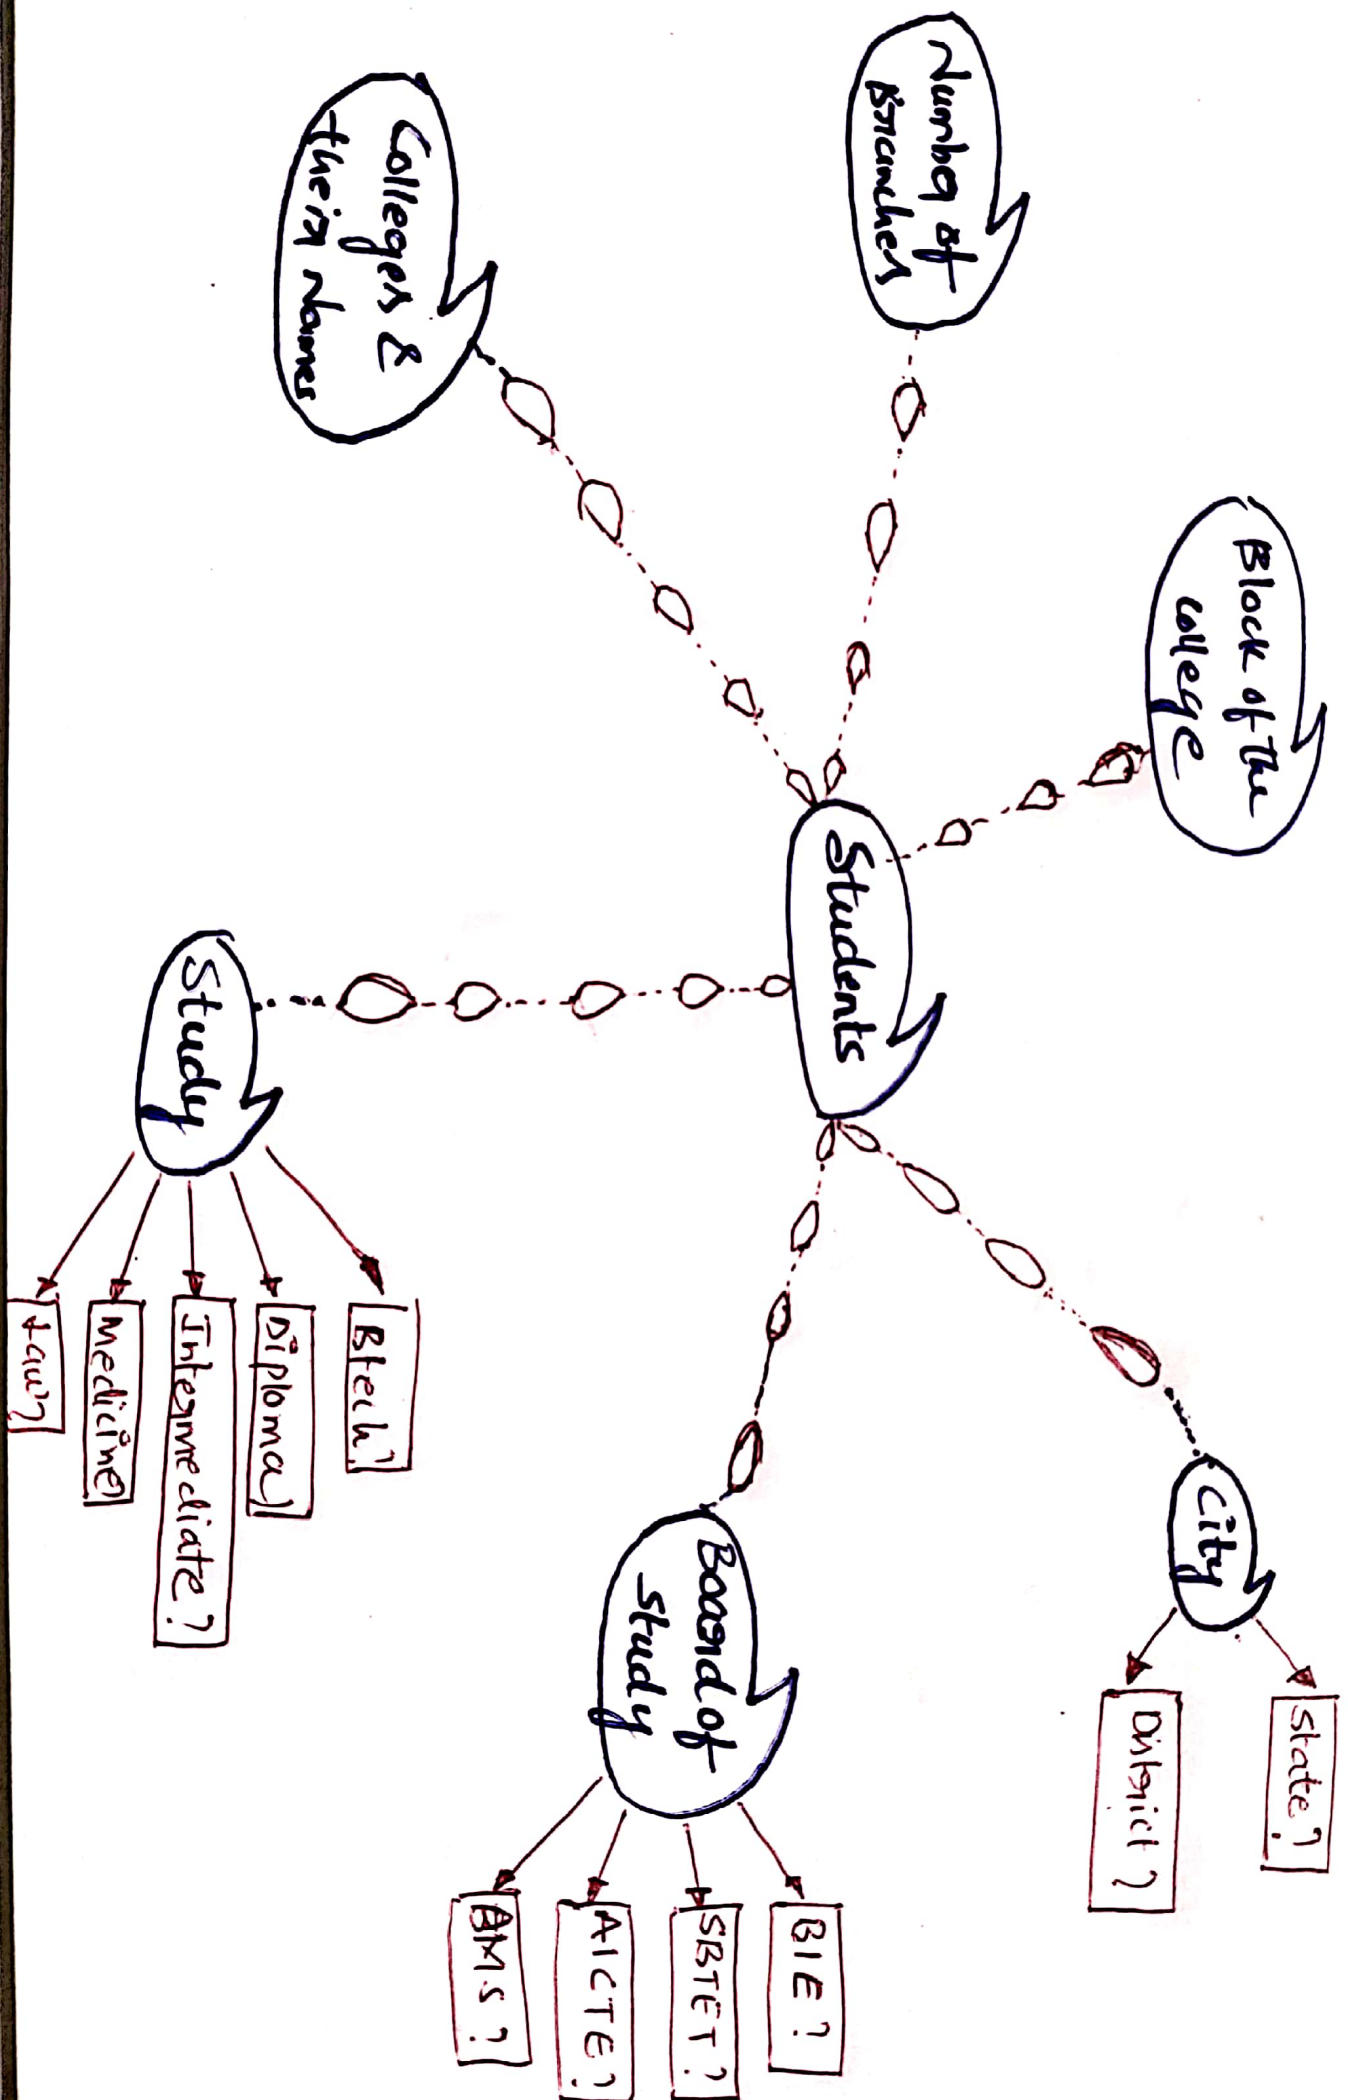 Block of the
college
State?
City
District?
Number of
Branches
Students
BIE?
Board of
study
SBTET?
AICTE?
Colleges &
their Names
Btech?
Diploma?
Study
Intermediate?
Medicine?
Law?